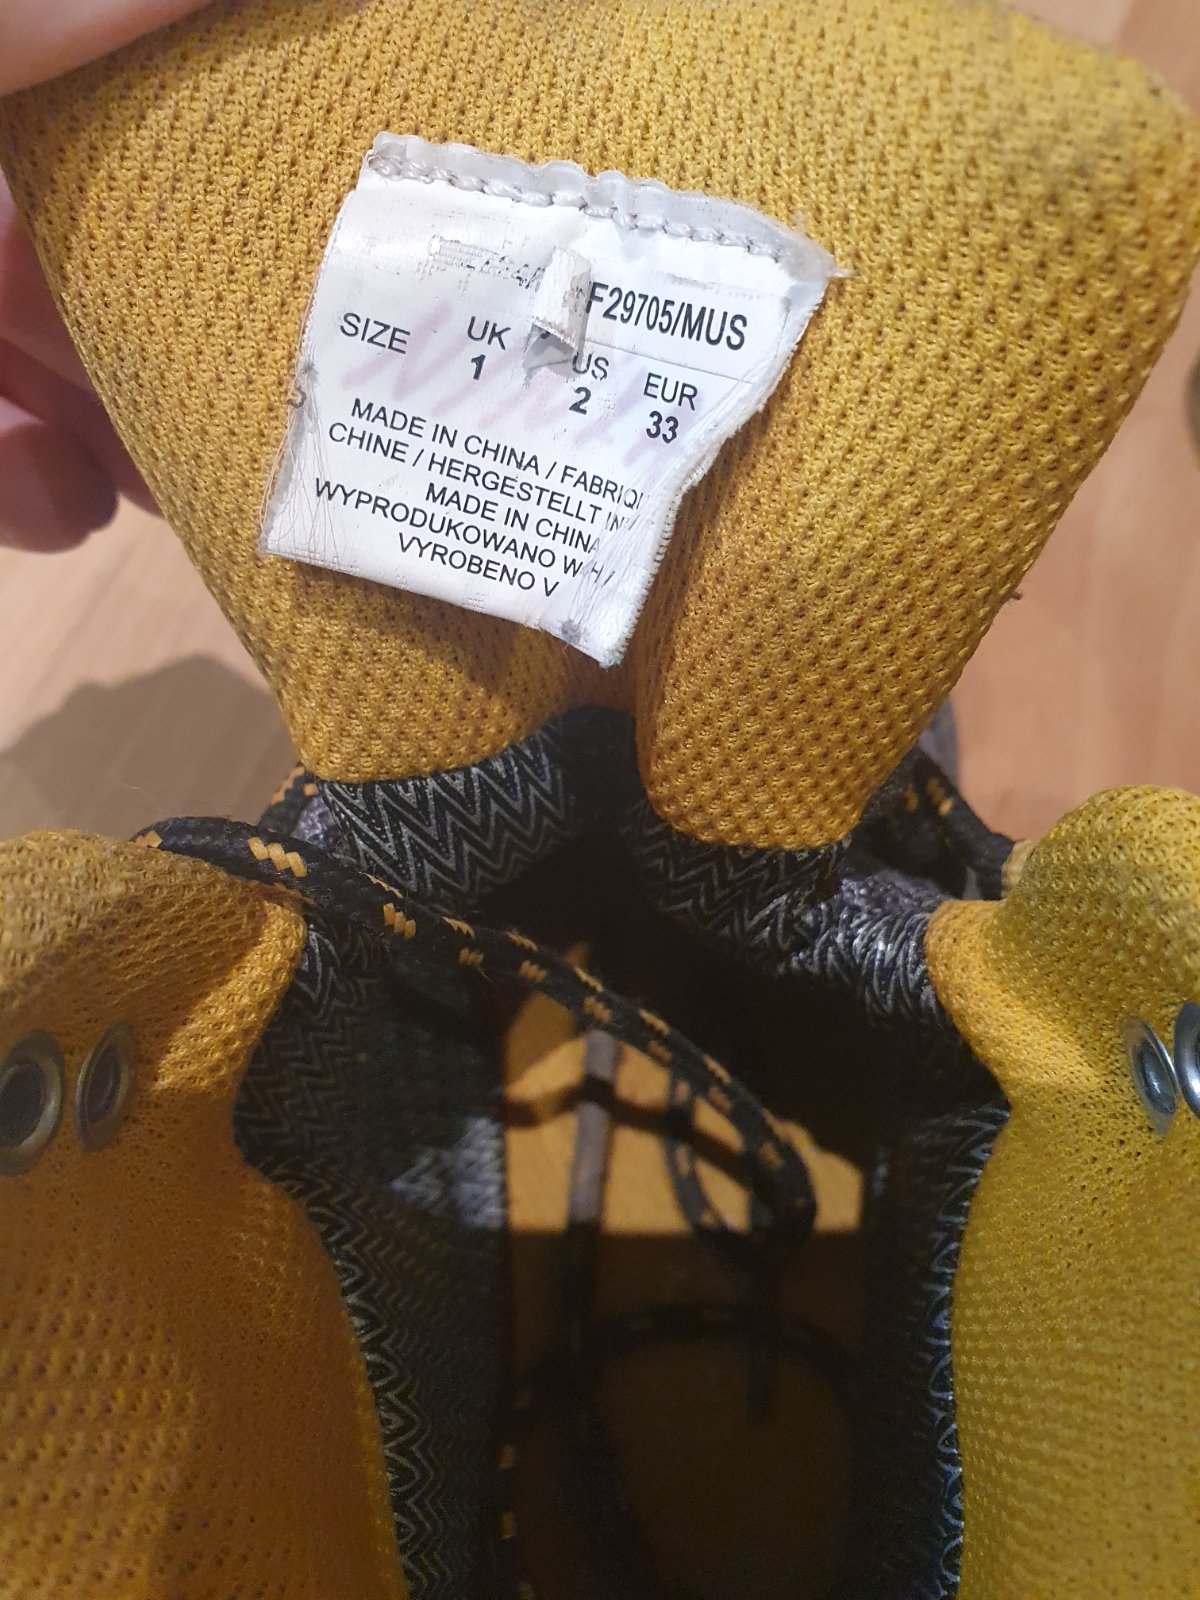 F29705/MUS
SIZE UK US EUR
1 2 33
MADE IN CHINA / FABRIQU
CHINE / HERGESTELLT IN
MADE IN CHINA
WYPRODUKOWANO W
VYROBENO V